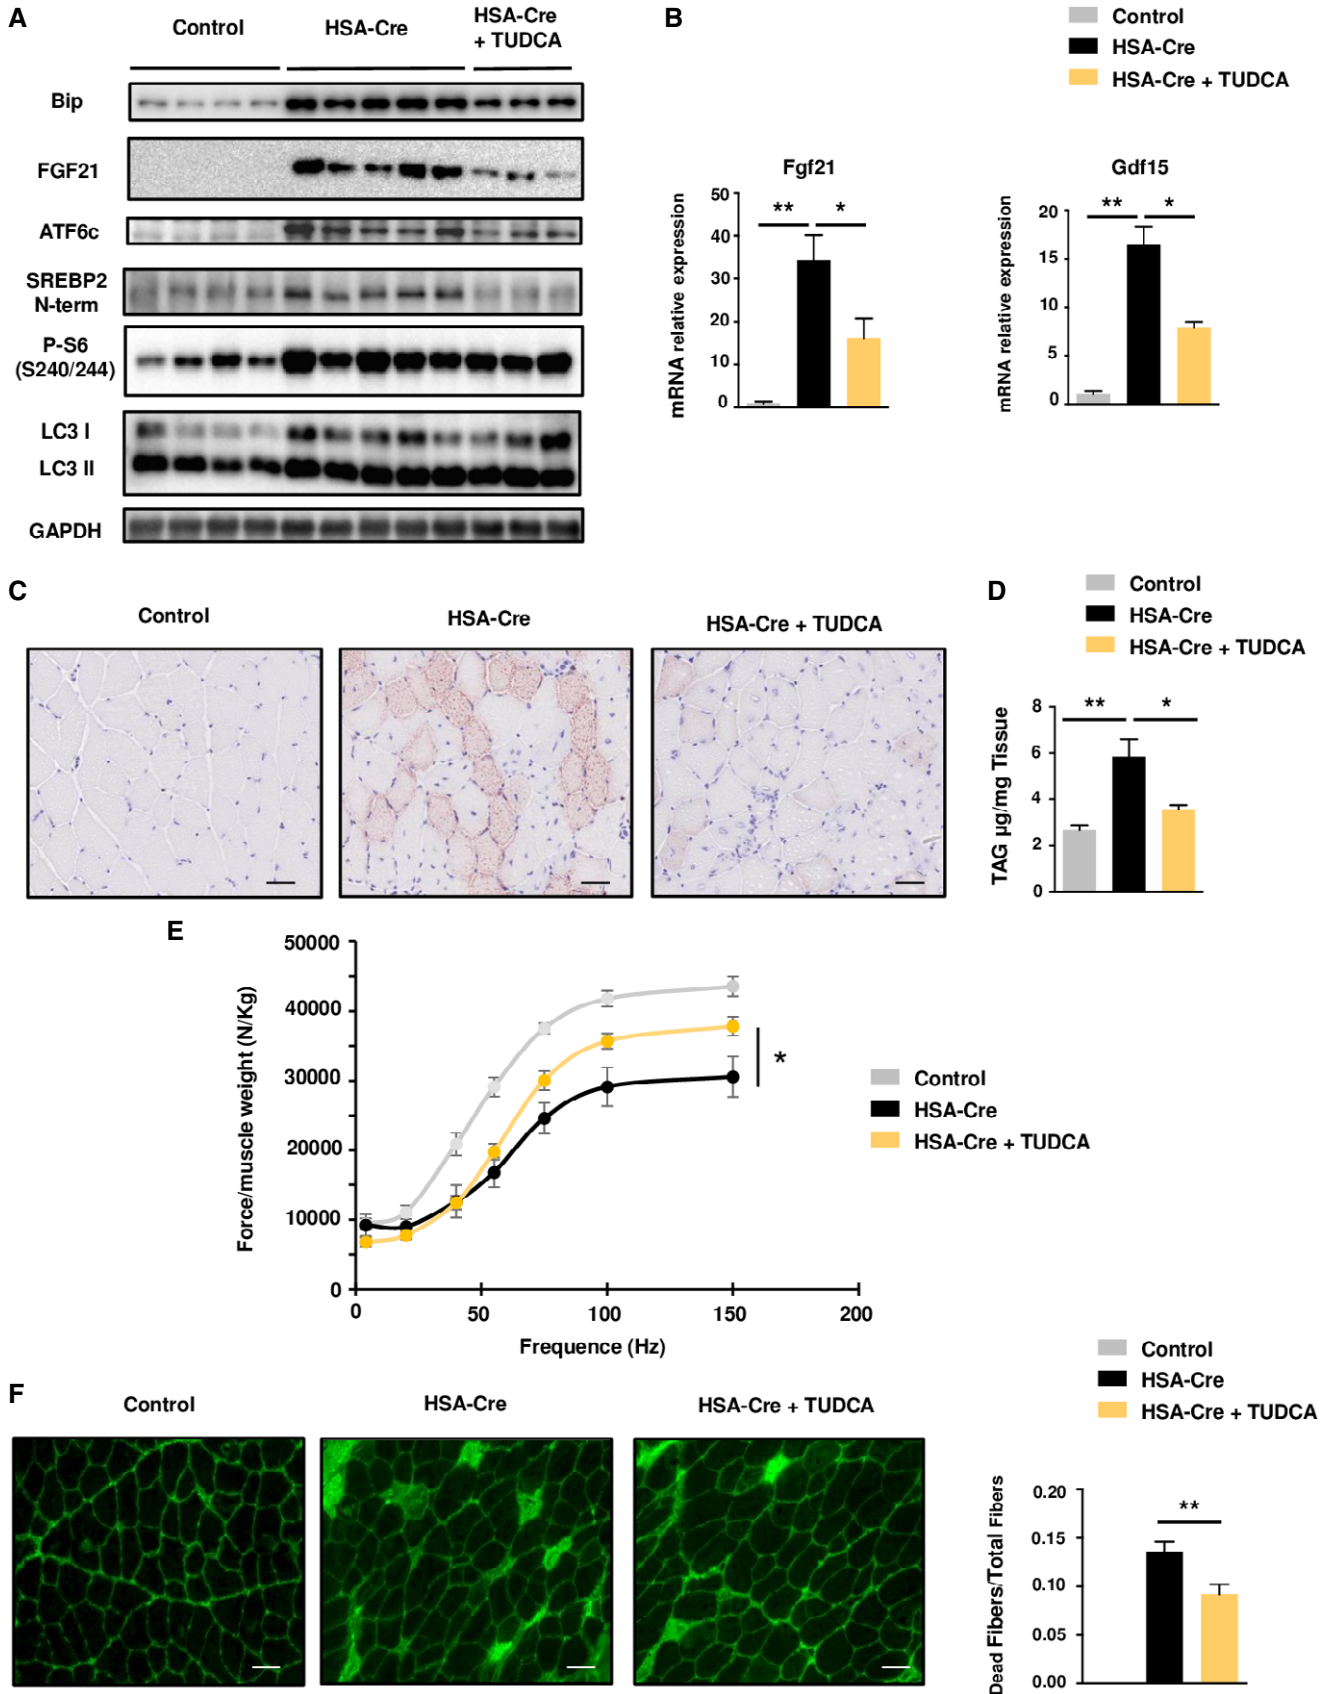 A
Control
HSA-Cre
HSA-Cre
+ TUDCA
Bip
FGF21
ATF6c
SREBP2
N-term
P-S6
(S240/244)
LC3 I
LC3 II
GAPDH
B
Control
HSA-Cre
HSA-Cre + TUDCA
Fgf21
mRNA relative expression
50
40
30
20
10
0
**
*
Gdf15
mRNA relative expression
20
15
10
5
0
**
*
C
Control
HSA-Cre
HSA-Cre + TUDCA
D
Control
HSA-Cre
HSA-Cre + TUDCA
TAG µg/mg Tissue
8
6
4
2
0
**
*
E
Force/muscle weight (N/Kg)
50000
40000
30000
20000
10000
0
0
50
100
150
200
Frequence (Hz)
*
Control
HSA-Cre
HSA-Cre + TUDCA
F
Control
HSA-Cre
HSA-Cre + TUDCA
Control
HSA-Cre
HSA-Cre + TUDCA
Dead Fibers/Total Fibers
0.20
0.15
0.10
0.05
0.00
**